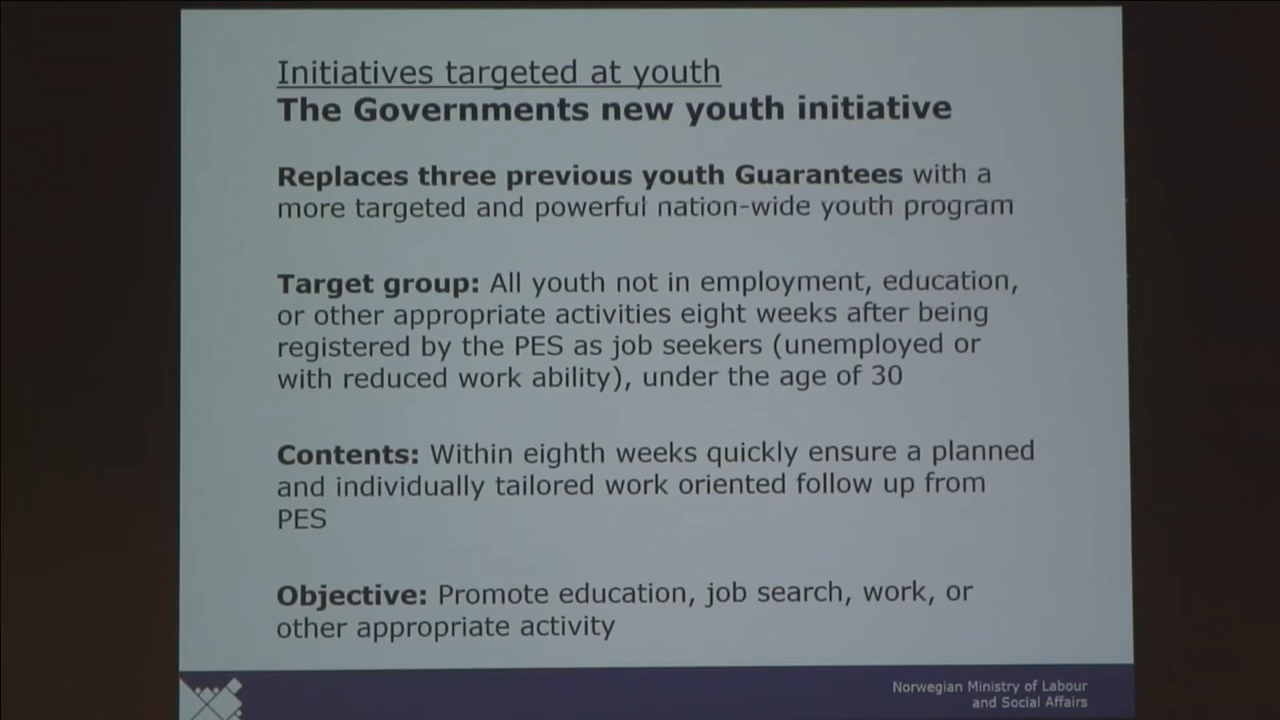 Initiatives targeted at youth
The Governments new youth initiative
Replaces three previous youth Guarantees with a
more targeted and powerful nation-wide youth program
Target group: All youth not in employment, education,
or other appropriate activities eight weeks after being
registered by the PES as job seekers (unemployed or
with reduced work ability), under the age of 30
Contents: Within eighth weeks quickly ensure a planned
and individually tailored work oriented follow up from
PES
Objective: Promote education, job search, work, or
other appropriate activity
Norwegian Ministry of Labour
and Social Affairs